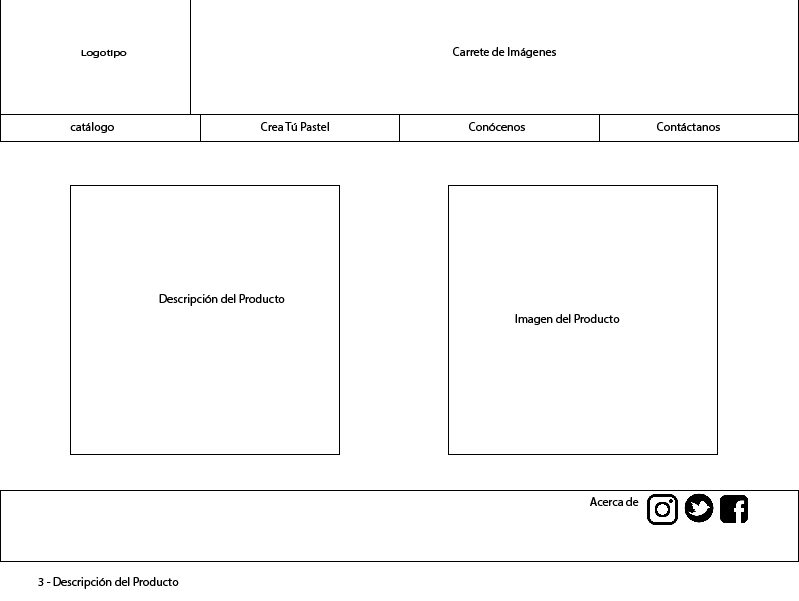 Logotipo
Carrete de Imágenes
catálogo
Crea Tú Pastel
Conócenos
Contáctanos
Descripción del Producto
Imagen del Producto
Acerca de
3 - Descripción del Producto